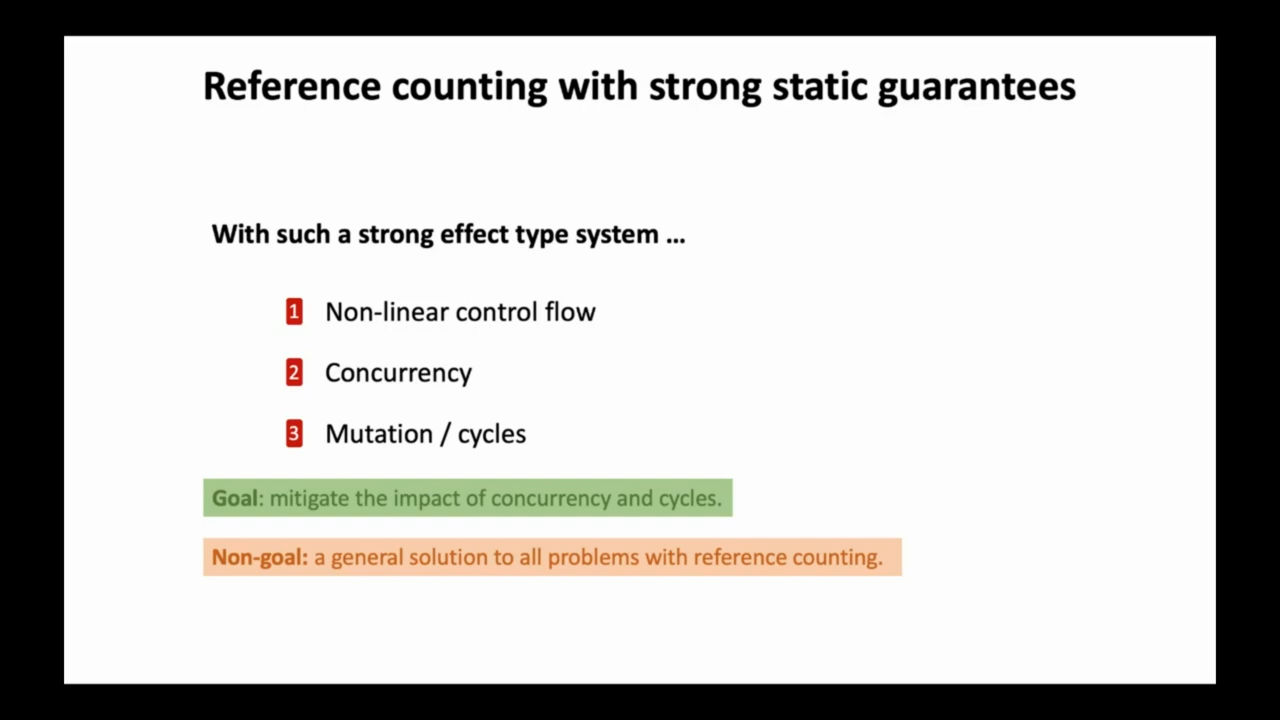 Reference counting with strong static guarantees
With such a strong effect type system ...
1 Non-linear control flow
2 Concurrency
3 Mutation / cycles
Goal: mitigate the impact of concurrency and cycles.
Non-goal: a general solution to all problems with reference counting.